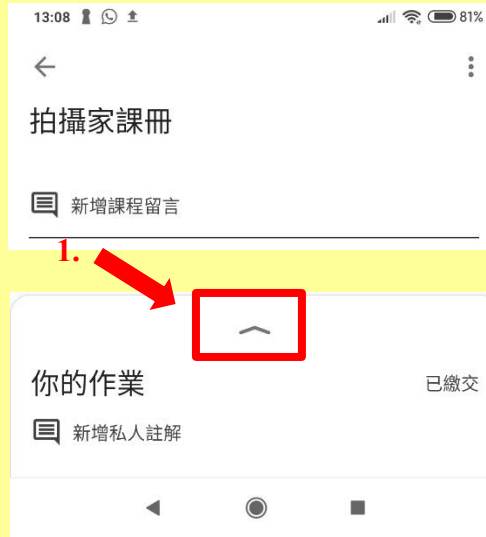 13:08 81%
拍攝家課冊
新增課程留言
1.
你的作業 已繳交
新增私人註解